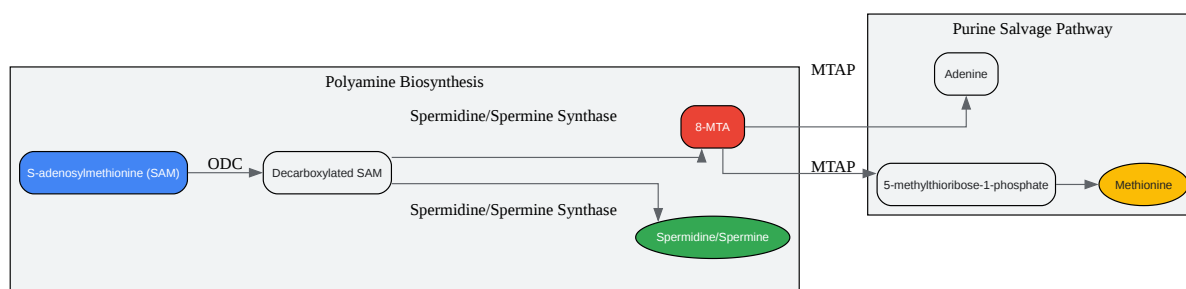 Purine Salvage Pathway
MTAP
Adenine
Polyamine Biosynthesis
Spermidine/Spermine Synthase
8-MTA
ODC
MTAP
S-adenosylmethionine (SAM)
Decarboxylated SAM
5-methylthioribose-1-phosphate
Methionine
Spermidine/Spermine Synthase
Spermidine/Spermine